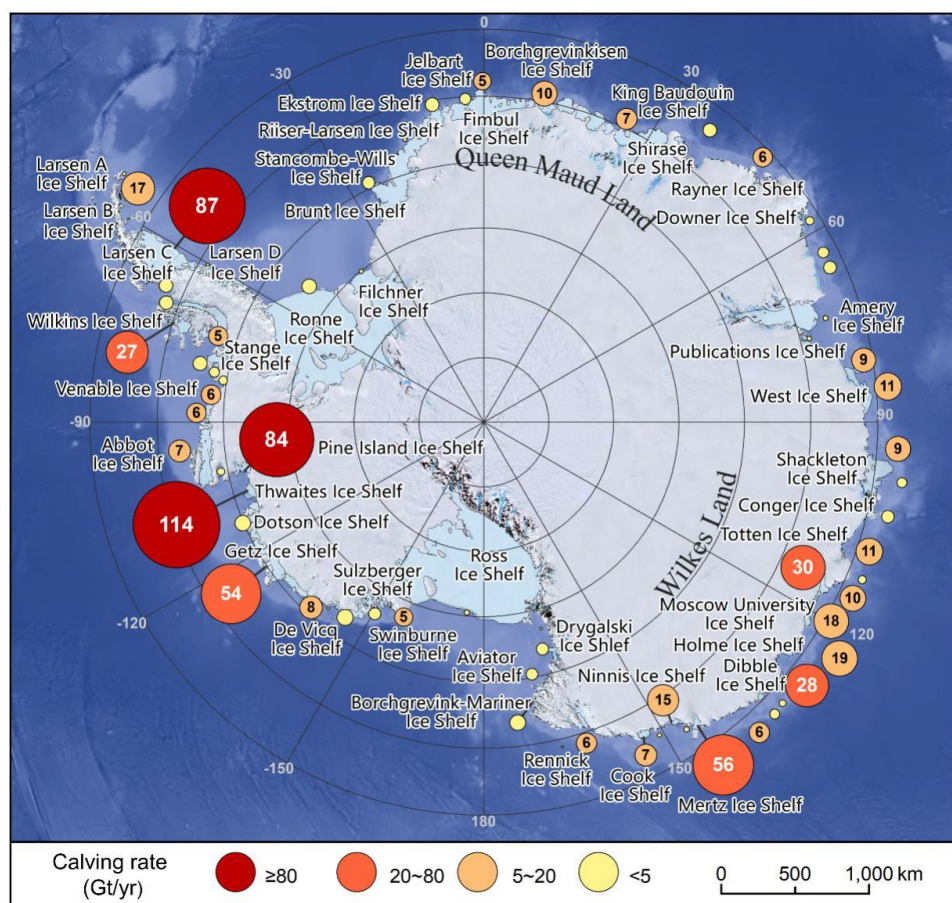 0
Jelbart
Ice Shelf
5
Borchgrevinkisen
Ice Shelf
10
-30
30
Ekstrom Ice Shelf
King Baudouin
Ice Shelf
7
Riiser-Larsen Ice Shelf
Fimbul
Ice Shelf
Shirase
Ice Shelf
6
Stancombe-Wills
Ice Shelf
Queen Maud Land
Rayner Ice Shelf
Larsen A
Ice Shelf
17
87
Brunt Ice Shelf
Downer Ice Shelf
-60
60
Larsen B
Ice Shelf
Larsen C
Ice Shelf
Larsen D
Ice Shelf
Filchner
Ice Shelf
Ronne
Ice Shelf
Amery
Ice Shelf
Wilkins Ice Shelf
27
5
Stange
Ice Shelf
Publications Ice Shelf
9
Venable Ice Shelf
6
6
West Ice Shelf
11
-90
90
Abbot
Ice Shelf
7
84
Pine Island Ice Shelf
9
Shackleton
Ice Shelf
Thwaites Ice Shelf
114
Conger Ice Shelf
Dotson Ice Shelf
Totten Ice Shelf
Wilkes Land
11
Getz Ice Shelf
Ross
Ice Shelf
30
54
Sulzberger
Ice Shelf
10
Moscow University
Ice Shelf
18
-120
120
8
De Vicq
Ice Shelf
5
Swinburne
Ice Shelf
Drygalski
Ice Shlef
Holme Ice Shelf
19
Aviator
Ice Shelf
Ninnis Ice Shelf
Dibble
Ice Shelf
28
15
Borchgrevink-Mariner
Ice Shelf
6
6
Rennick
Ice Shelf
7
Cook
Ice Shelf
150
56
Mertz Ice Shelf
-150
180
Calving rate
(Gt/yr)
≥80
20~80
5~20
<5
0
500
1,000 km